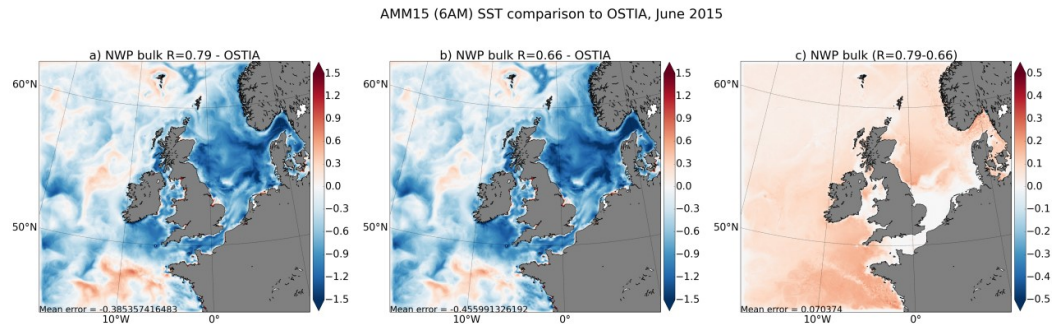 AMM15 (6AM) SST comparison to OSTIA, June 2015
a) NWP bulk R=0.79 - OSTIA
60°N
50°N
10°W
0°
Mean error = -0.385357416483
1.5
1.2
0.9
0.6
0.3
0.0
−0.3
−0.6
−0.9
−1.2
−1.5
b) NWP bulk R=0.66 - OSTIA
60°N
50°N
10°W
0°
Mean error = -0.455991326192
1.5
1.2
0.9
0.6
0.3
0.0
−0.3
−0.6
−0.9
−1.2
−1.5
c) NWP bulk (R=0.79-0.66)
60°N
50°N
10°W
0°
Mean error = 0.070374
0.5
0.4
0.3
0.2
0.1
0.0
−0.1
−0.2
−0.3
−0.4
−0.5